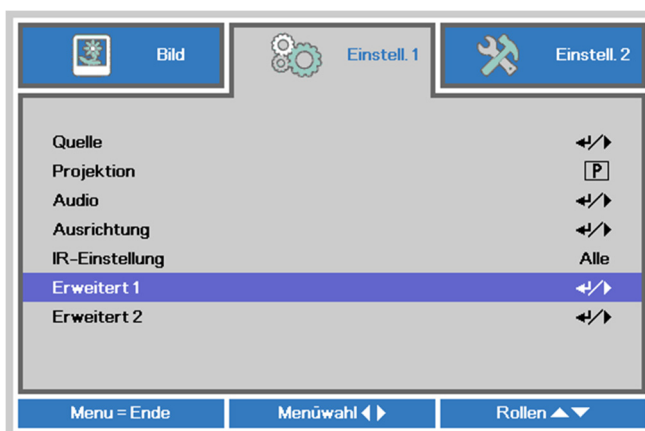 Bild Einstell. 1 Einstell. 2
Quelle
Projektion P
Audio
Ausrichtung
IR-Einstellung Alle
Erweitert 1
Erweitert 2
Menu = Ende Menüwahl Rollen